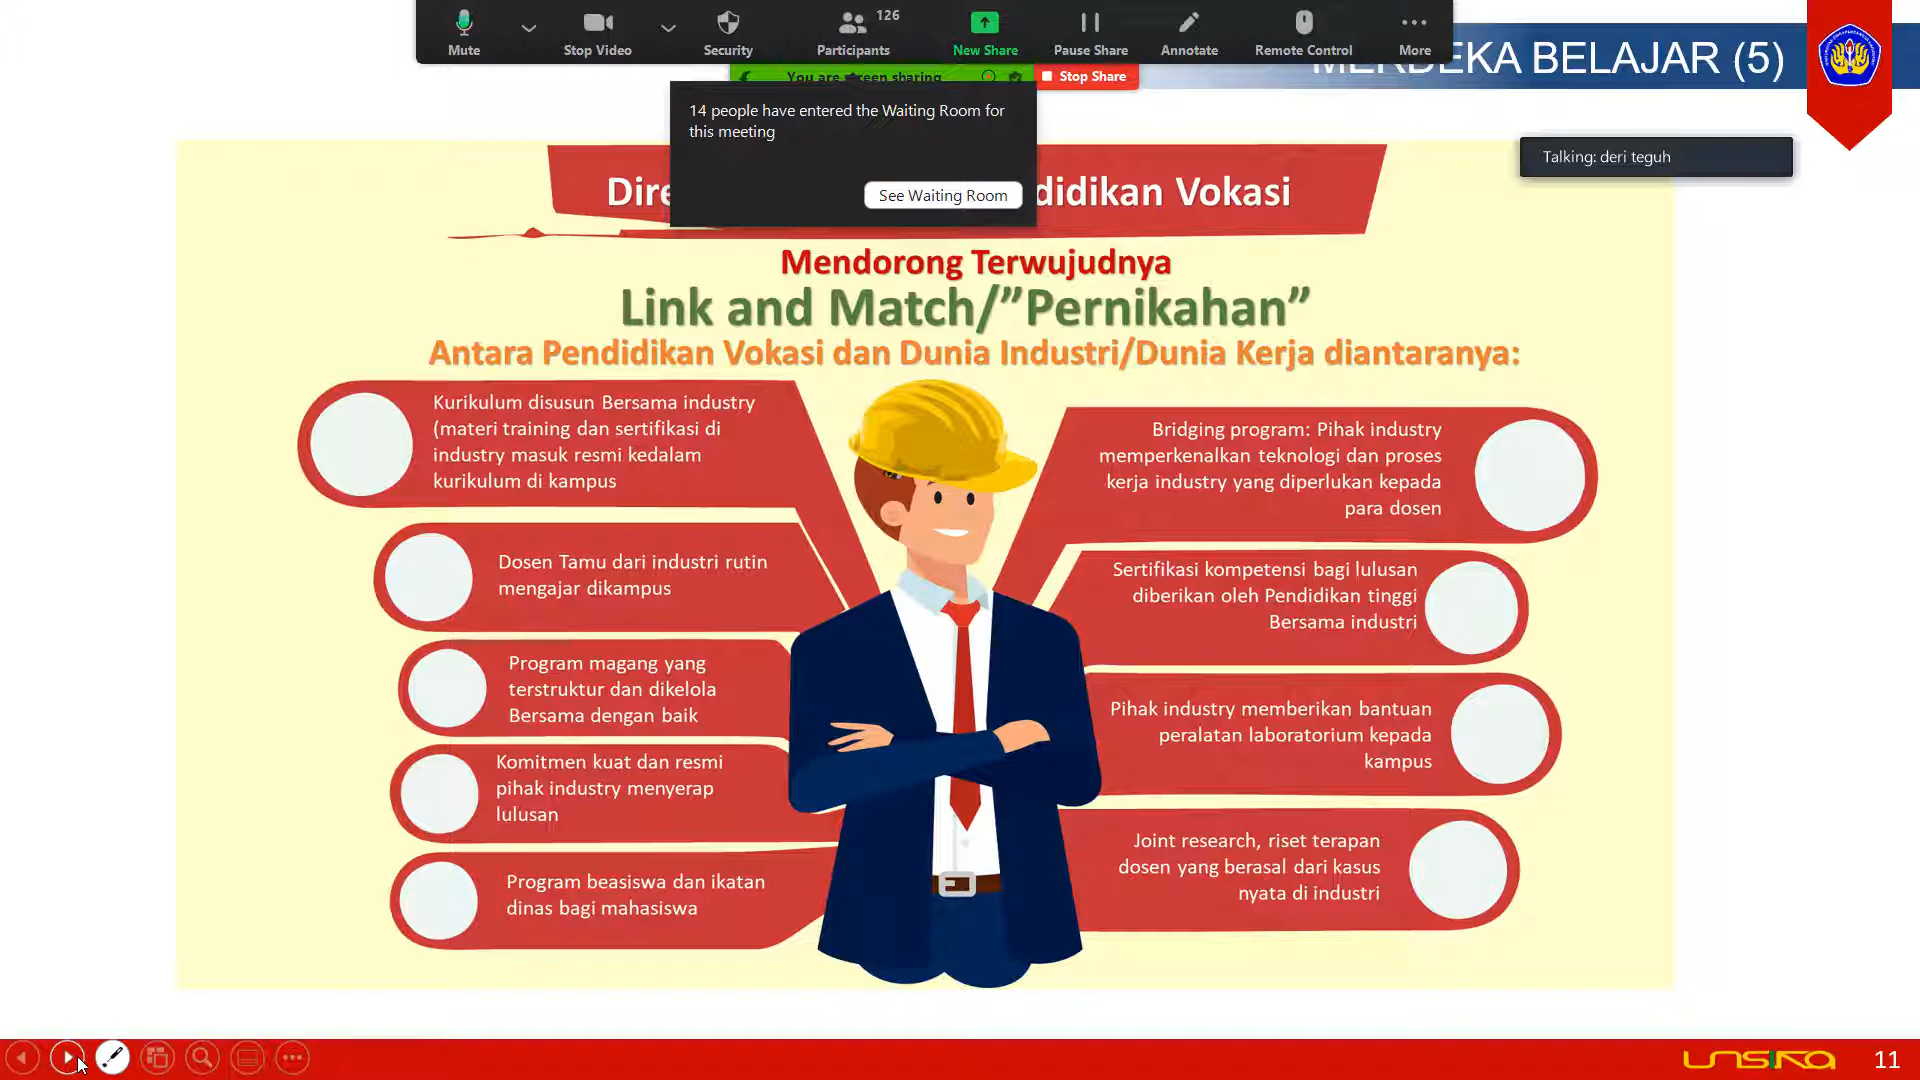 Mute
Stop Video
Security
126
Participants
New Share
Pause Share
Annotate
Remote Control
More
You are screen sharing
Stop Share
BELAJAR (5)
14 people have entered the Waiting Room for
this meeting
See Waiting Room
Talking: deri teguh
Vokasi
Mendorong Terwujudnya
Link and Match/”Pernikahan”
Antara Pendidikan Vokasi dan Dunia Industri/Dunia Kerja diantaranya:
Kurikulum disusun Bersama industry
(materi training dan sertifikasi di
industry masuk resmi kedalam
kurikulum di kampus
Dosen Tamu dari industri rutin
mengajar dikampus
Program magang yang
terstruktur dan dikelola
Bersama dengan baik
Komitmen kuat dan resmi
pihak industry menyerap
lulusan
Program beasiswa dan ikatan
dinas bagi mahasiswa
Bridging program: Pihak industry
memperkenalkan teknologi dan proses
kerja industry yang diperlukan kepada
para dosen
Sertifikasi kompetensi bagi lulusan
diberikan oleh Pendidikan tinggi
Bersama industri
Pihak industry memberikan bantuan
peralatan laboratorium kepada
kampus
Joint research, riset terapan
dosen yang berasal dari kasus
nyata di industri
unsika
11